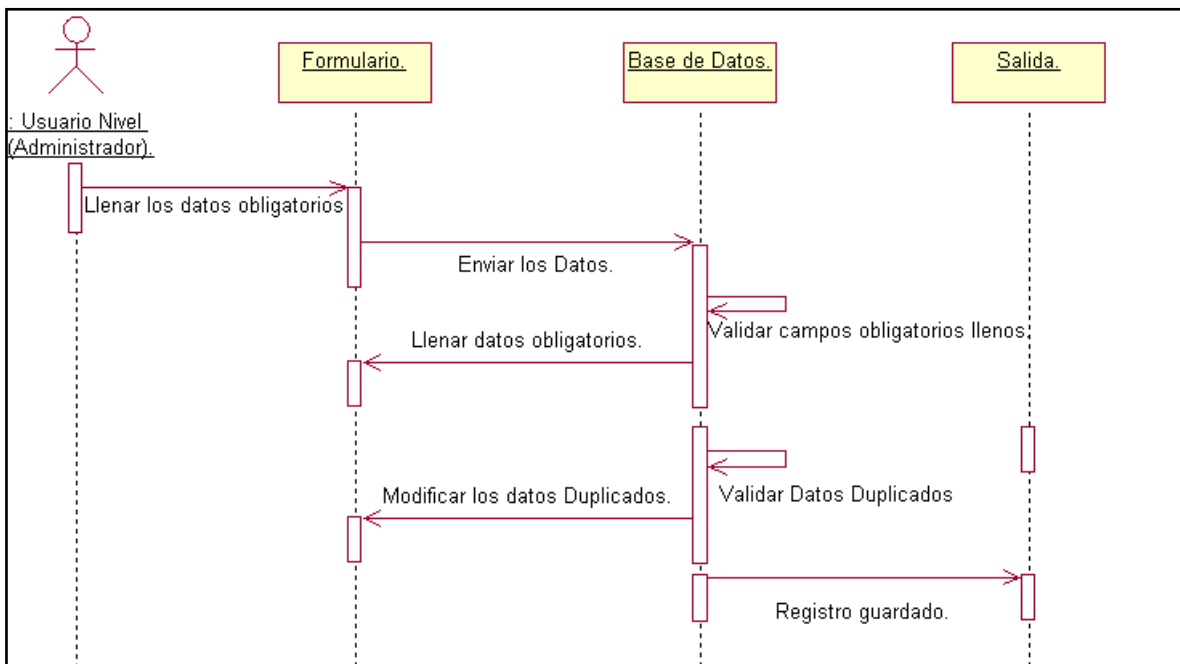 Formulario.
Base de Datos.
Salida.
: Usuario Nivel
(Administrador).
Llenar los datos obligatorios
Enviar los Datos.
Validar campos obligatorios llenos.
Llenar datos obligatorios.
Validar Datos Duplicados
Modificar los datos Duplicados.
Registro guardado.